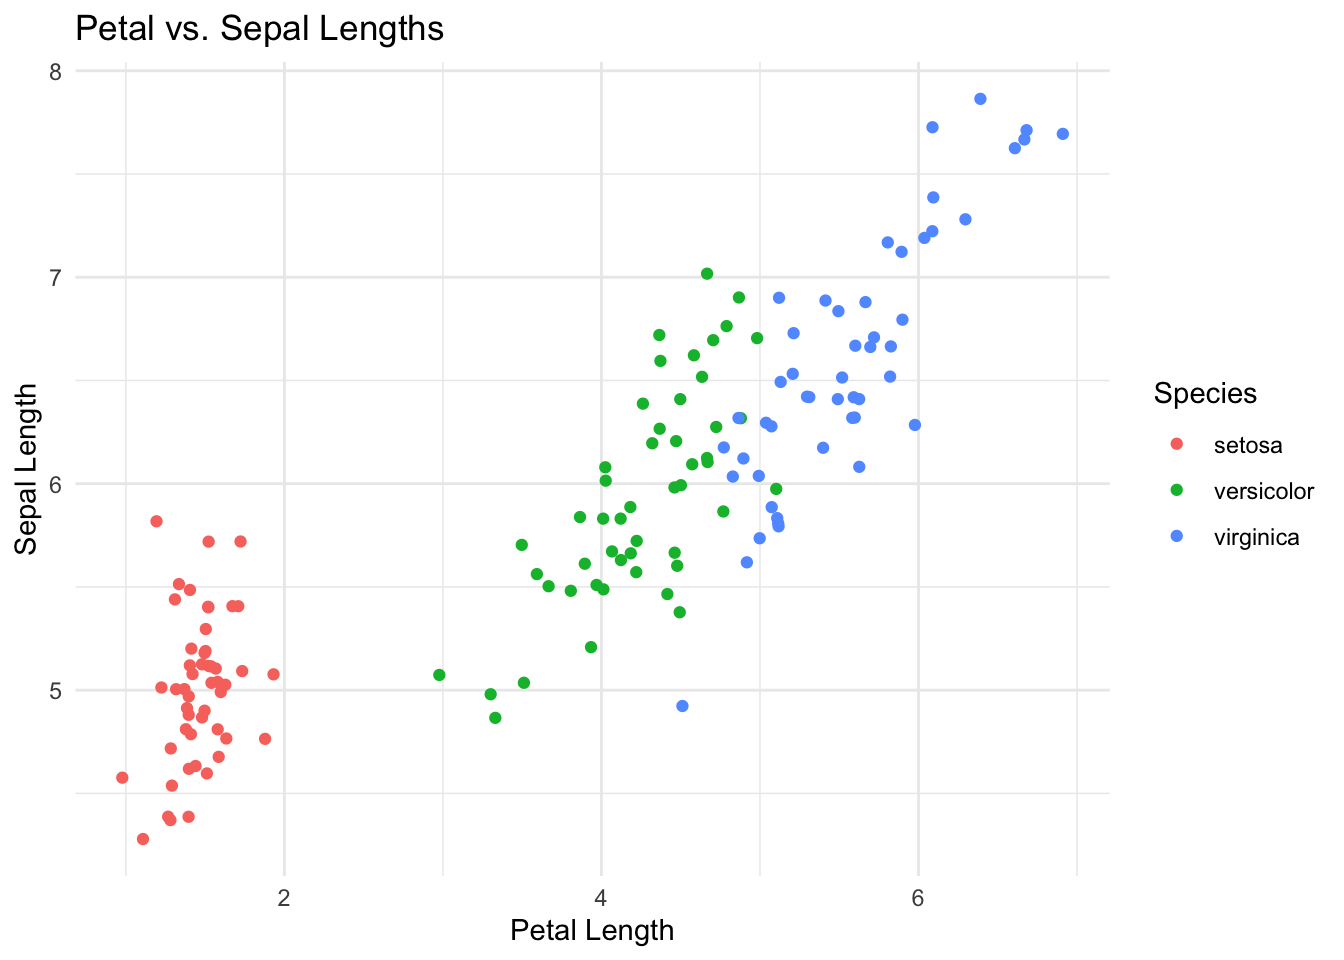 Petal vs. Sepal Lengths
8
7
6
5
Sepal Length
2 4 6
Petal Length
Species
setosa
versicolor
virginica